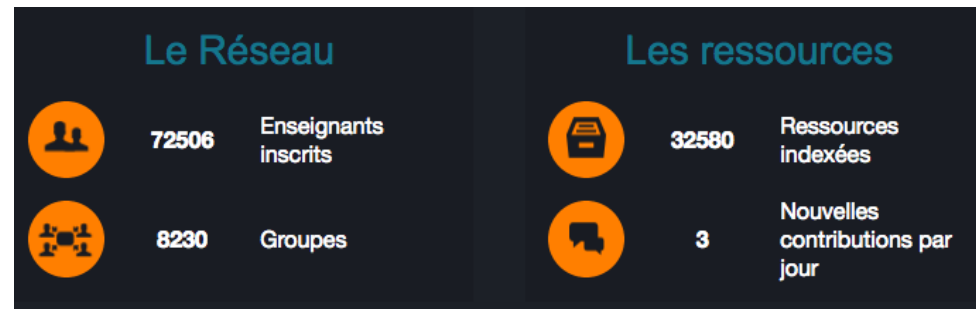 Le Réseau
72506
Enseignants
inscrits
8230
Groupes
Les ressources
32580
Ressources
indexées
3
Nouvelles
contributions par
jour